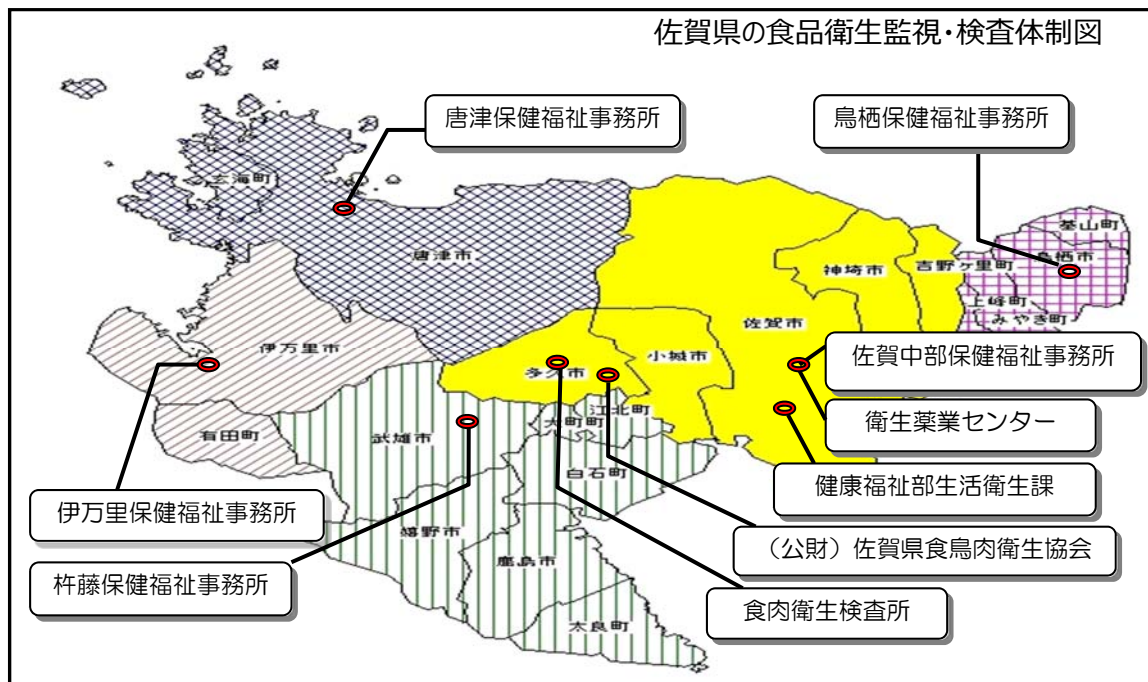 佐賀県の食品衛生監視・検査体制図
唐津保健福祉事務所
鳥栖保健福祉事務所
玄海町
基山町
鳥栖市
唐津市
神埼市
吉野ヶ里町
上峰町
みやき町
佐賀市
伊万里市
小城市
佐賀中部保健福祉事務所
多久市
江北町
大町町
衛生薬業センター
有田町
武雄市
白石町
健康福祉部生活衛生課
伊万里保健福祉事務所
嬉野市
(公財)佐賀県食鳥肉衛生協会
鹿島市
杵藤保健福祉事務所
食肉衛生検査所
太良町